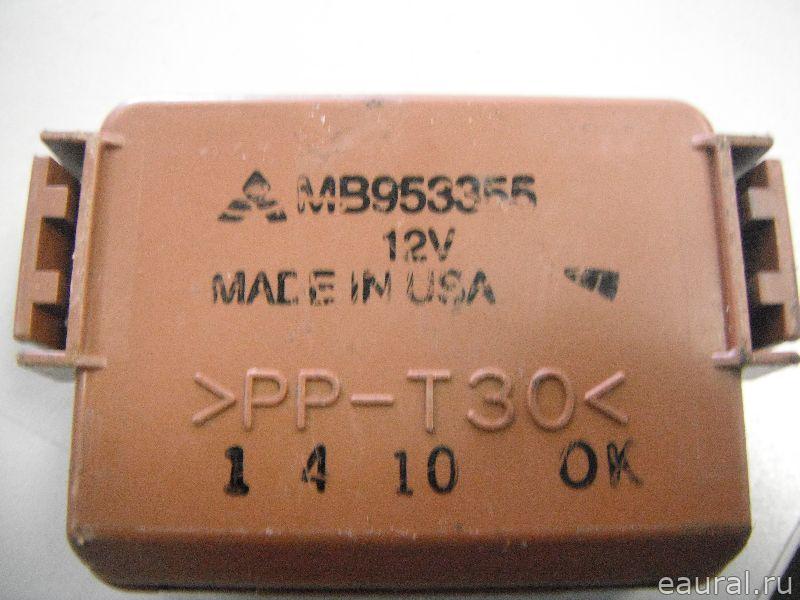 MB953355
12V
MADE IN USA
>PP-T30<
1 4 10 OK
eaural.ru